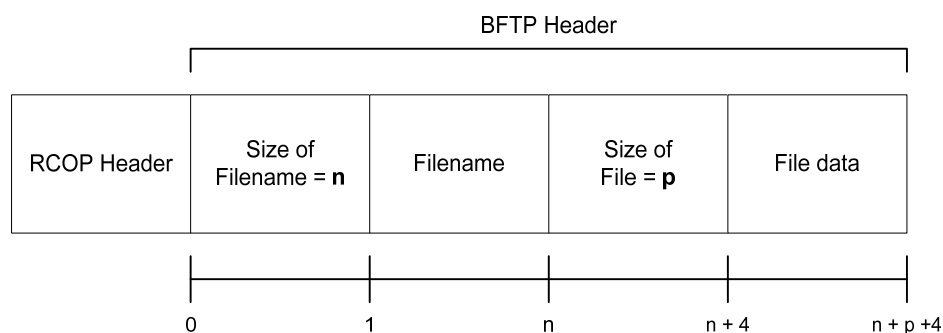 BFTP Header
RCOP Header
Size of
Filename = n
Filename
Size of
File = p
File data
0
1
n
n + 4
n + p +4